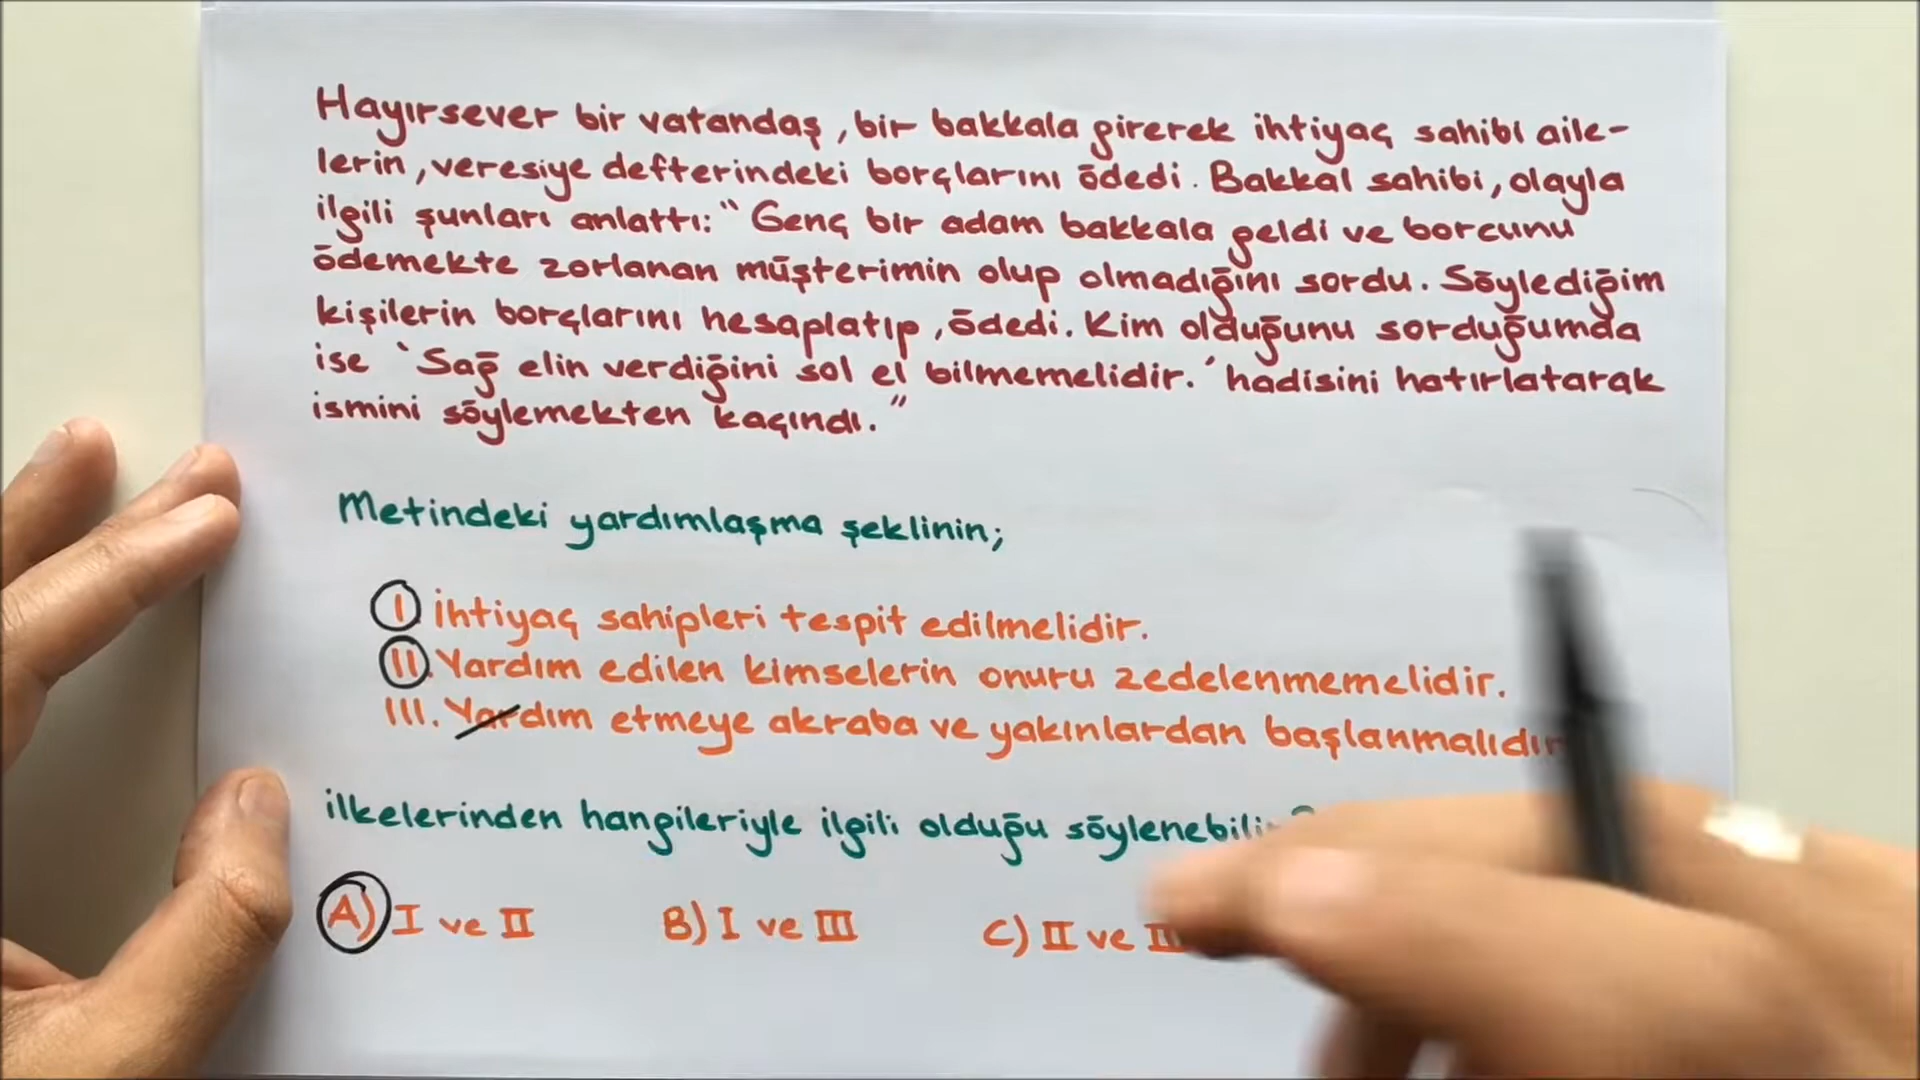 Hayırsever bir vatandaş, bir bakkala girerek ihtiyaç sahibi aile-
lerin, veresiye defterindeki borçlarını ödedi. Bakkal sahibi, olayla
ilgili şunları anlattı: "Genç bir adam bakkala geldi ve borcunu
ödemekte zorlanan müşterimin olup olmadığını sordu. Söylediğim
kişilerin borçlarını hesaplatıp, ödedi. Kim olduğunu sorduğumda
ise 'Sağ elin verdiğini sol el bilmemelidir.' hadisini hatırlatarak
ismini söylemekten kaçındı."
Metindeki yardımlaşma şeklinin;
I. İhtiyaç sahipleri tespit edilmelidir.
II. Yardım edilen kimselerin onuru zedelenmemelidir.
III. Yardım etmeye akraba ve yakınlardan başlanmalıdır
ilkelerinden hangileriyle ilgili olduğu söylenebilir?
A) I ve II B) I ve III C) II ve